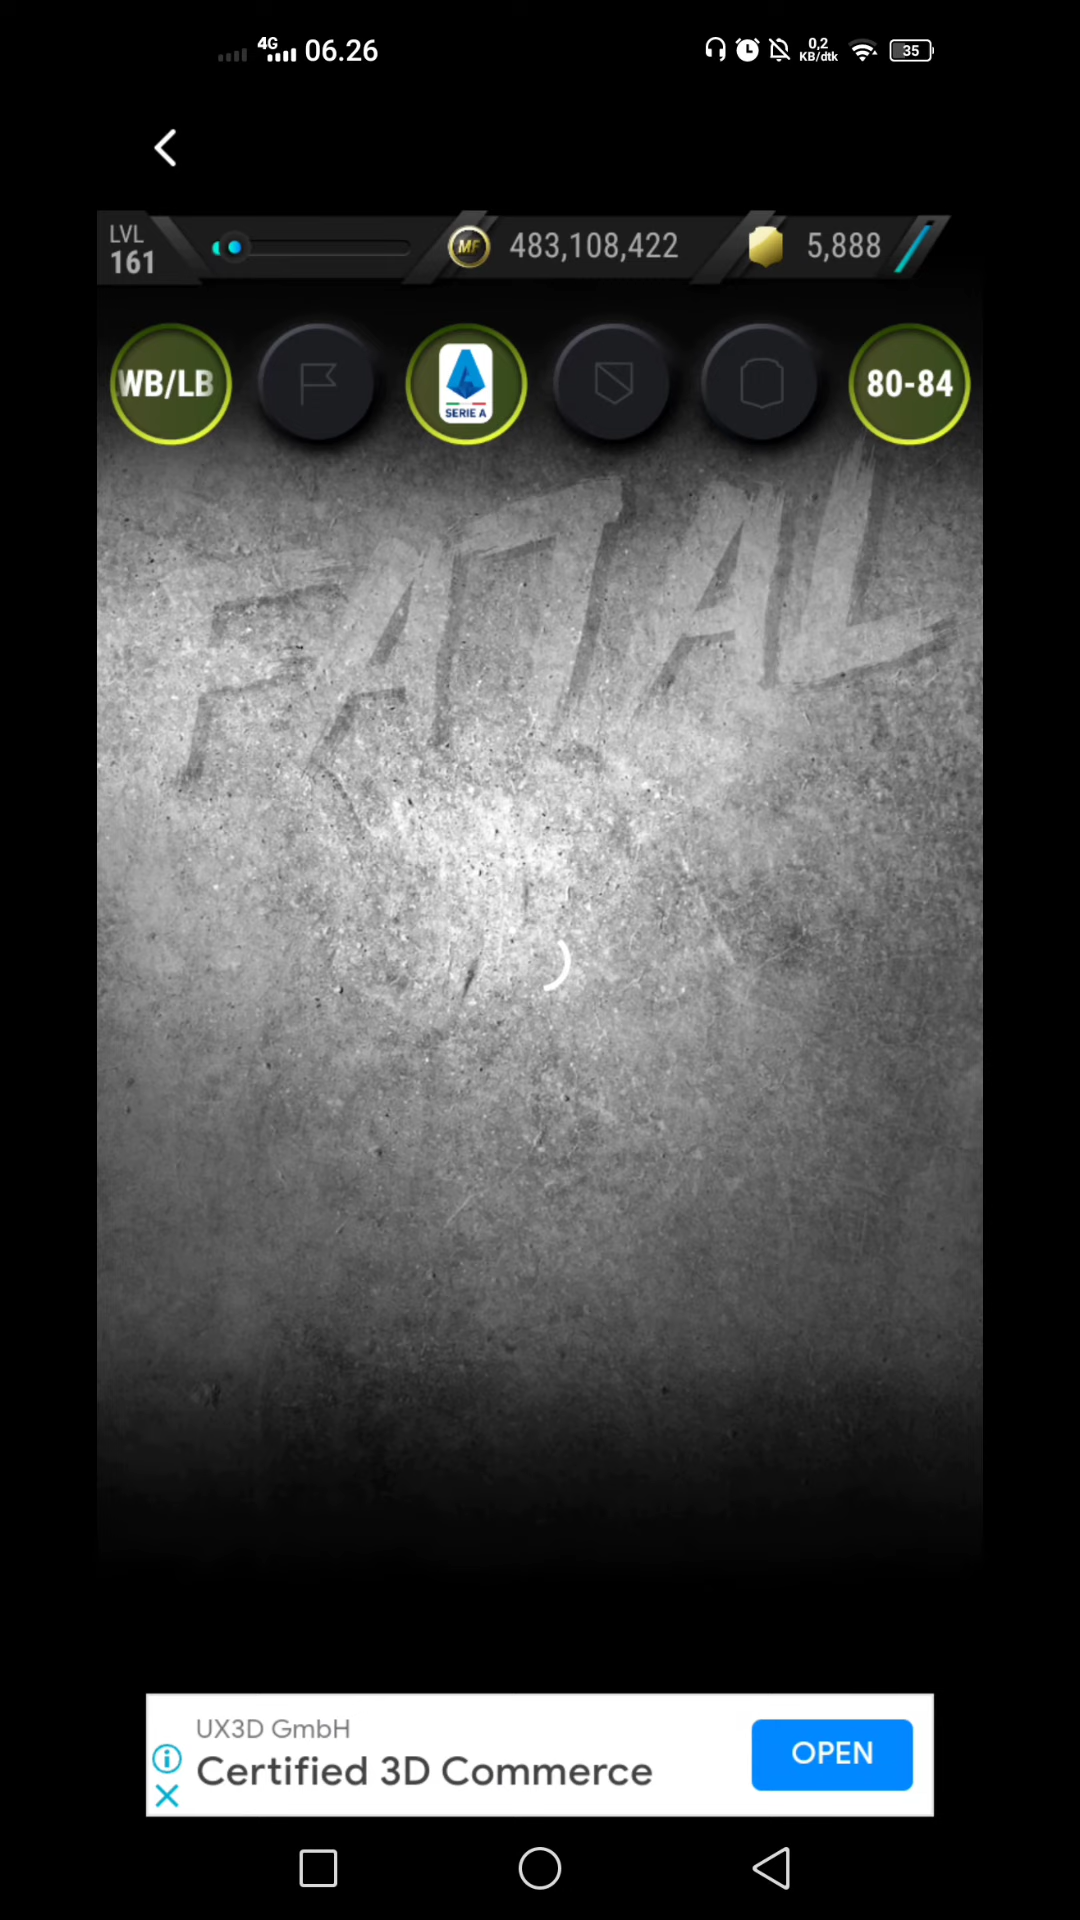 4G 06.26 0,2 KB/dtk 35
LVL 161 MF 483,108,422 5,888
WB/LB SERIE A 80-84
FATAL
UX3D GmbH
Certified 3D Commerce
OPEN